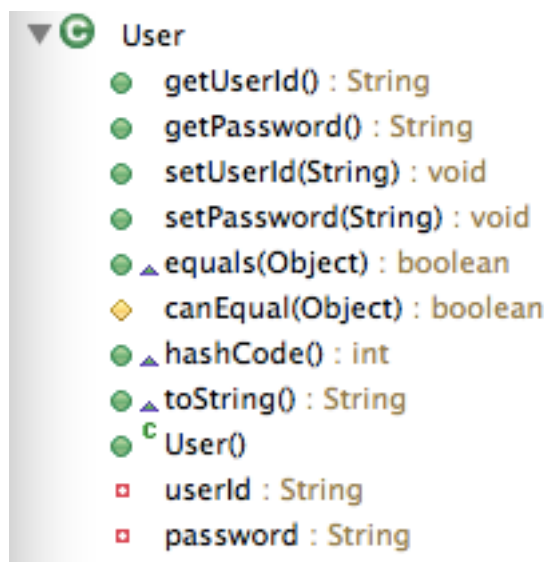 C User
getUserId() : String
getPassword() : String
setUserId(String) : void
setPassword(String) : void
equals(Object) : boolean
canEqual(Object) : boolean
hashCode() : int
toString() : String
C User()
userId : String
password : String